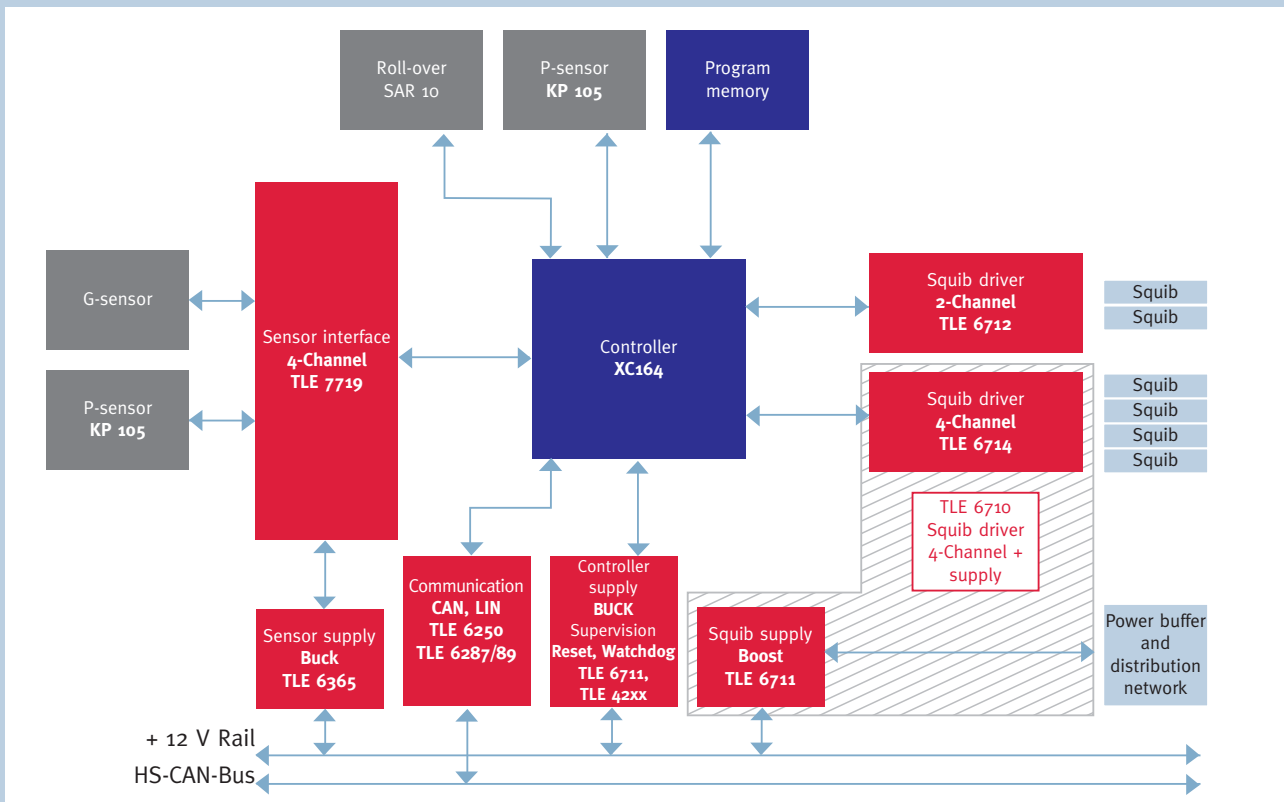 Roll-over
SAR 10
P-sensor
KP 105
Program
memory
G-sensor
P-sensor
KP 105
Sensor interface
4-Channel
TLE 7719
Controller
XC164
Squib driver
2-Channel
TLE 6712
Squib
Squib
Squib driver
4-Channel
TLE 6714
Squib
Squib
Squib
Squib
TLE 6710
Squib driver
4-Channel +
supply
Sensor supply
Buck
TLE 6365
Communication
CAN, LIN
TLE 6250
TLE 6287/89
Controller
supply
BUCK
Supervision
Reset, Watchdog
TLE 6711,
TLE 42xx
Squib supply
Boost
TLE 6711
Power buffer
and
distribution
network
+ 12 V Rail
HS-CAN-Bus